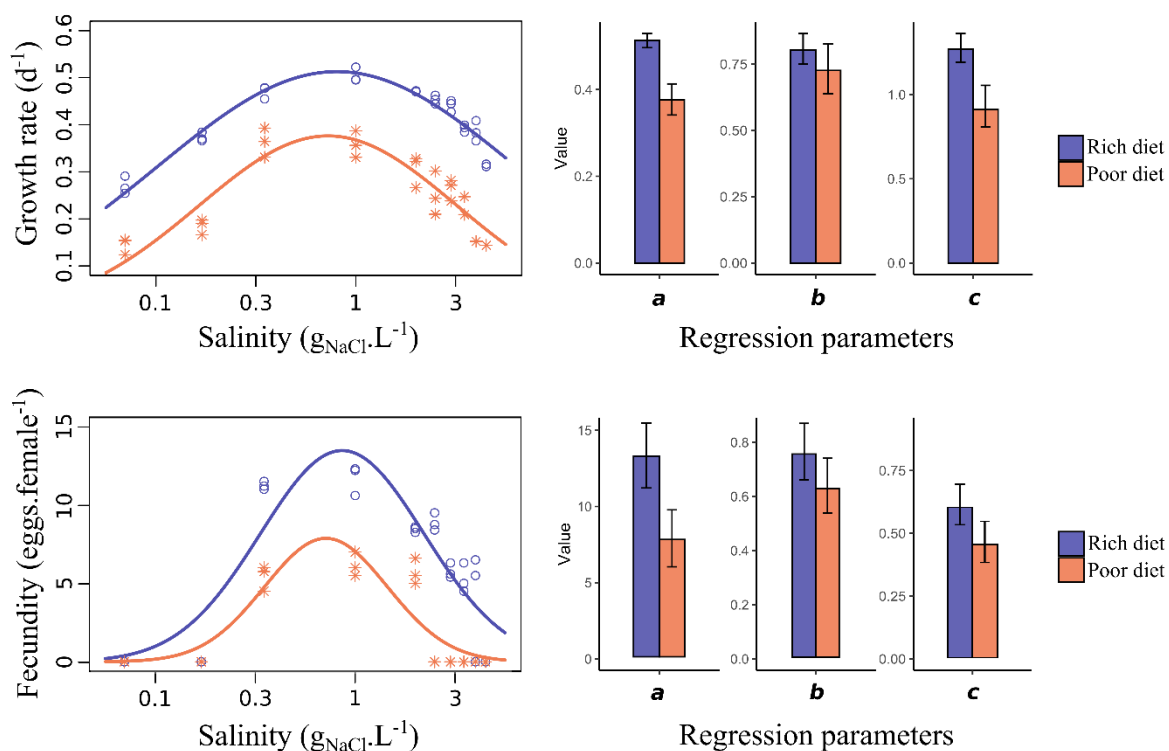 Growth rate (d⁻¹)
0.6
0.5
0.4
0.3
0.2
0.1
0.1 0.3 1 3
Salinity (gNaCl.L⁻¹)
Value
0.4
0.2
0.0
a
0.75
0.50
0.25
0.00
b
1.0
0.5
0.0
c
Regression parameters
Rich diet
Poor diet
Fecundity (eggs.female⁻¹)
15
10
5
0
0.1 0.3 1 3
Salinity (gNaCl.L⁻¹)
Value
15
10
5
0
a
0.8
0.6
0.4
0.2
0.0
b
0.75
0.50
0.25
0.00
c
Regression parameters
Rich diet
Poor diet